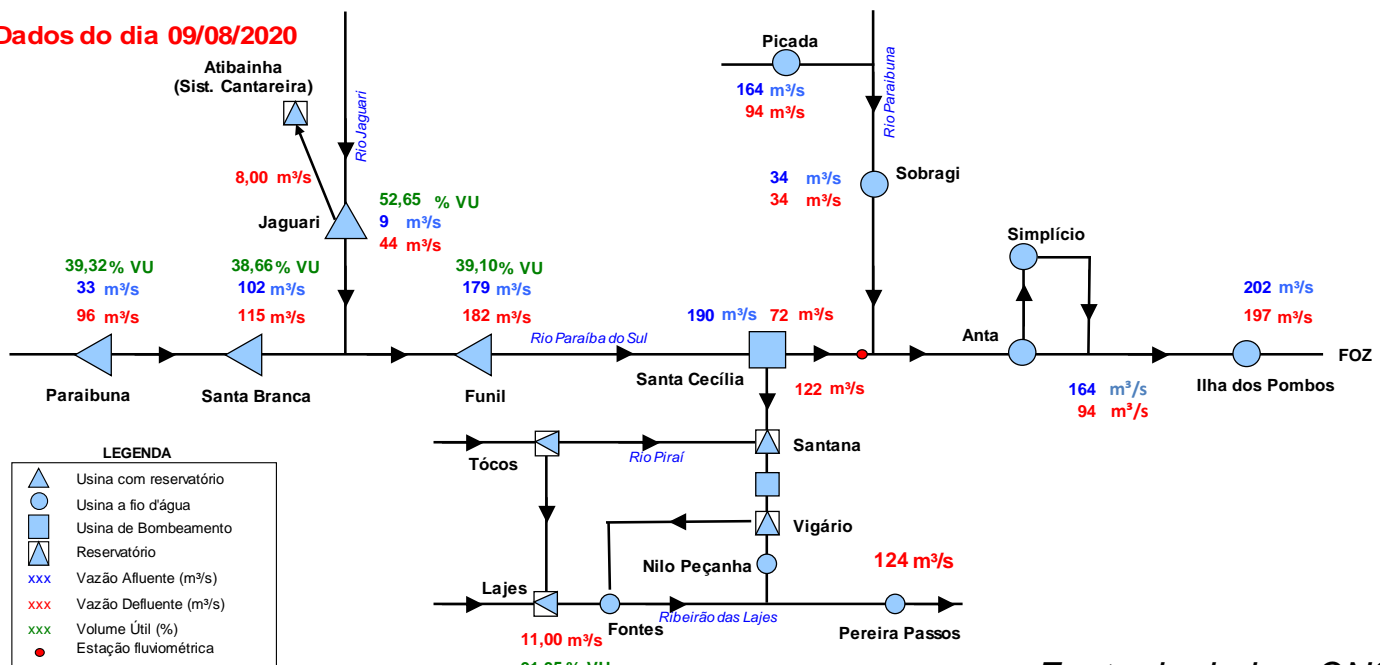 Dados do dia 09/08/2020
Atibainha
(Sist. Cantareira)
Rio Jaguari
8,00 m³/s
Jaguari
52,65 % VU
9 m³/s
44 m³/s
Picada
164 m³/s
94 m³/s
Rio Paraibuna
34 m³/s
34 m³/s
Sobragi
39,32% VU
33 m³/s
96 m³/s
Paraibuna
38,66% VU
102 m³/s
115 m³/s
Santa Branca
39,10% VU
179 m³/s
182 m³/s
Funil
Rio Paraíba do Sul
190 m³/s 72 m³/s
Santa Cecília
122 m³/s
Simplício
Anta
164 m³/s
94 m³/s
202 m³/s
197 m³/s
Ilha dos Pombos
FOZ
Tócos
Rio Piraí
Santana
Vigário
Nilo Peçanha
124 m³/s
Lajes
Fontes
Ribeirão das Lajes
Pereira Passos
11,00 m³/s
LEGENDA
Usina com reservatório
Usina a fio d'água
Usina de Bombeamento
Reservatório
xxx Vazão Afluente (m³/s)
xxx Vazão Defluente (m³/s)
xxx Volume Útil (%)
Estação fluviométrica